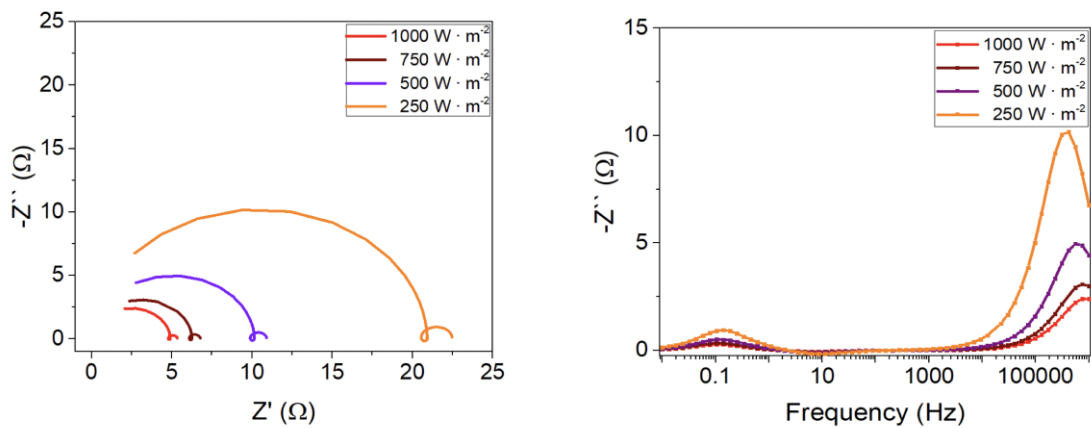 25
20
15
10
5
0
-Z`` (Ω)
0 5 10 15 20 25
Z' (Ω)
1000 W · m⁻²
750 W · m⁻²
500 W · m⁻²
250 W · m⁻²
15
10
5
0
-Z`` (Ω)
0.1 10 1000 100000
Frequency (Hz)
1000 W · m⁻²
750 W · m⁻²
500 W · m⁻²
250 W · m⁻²